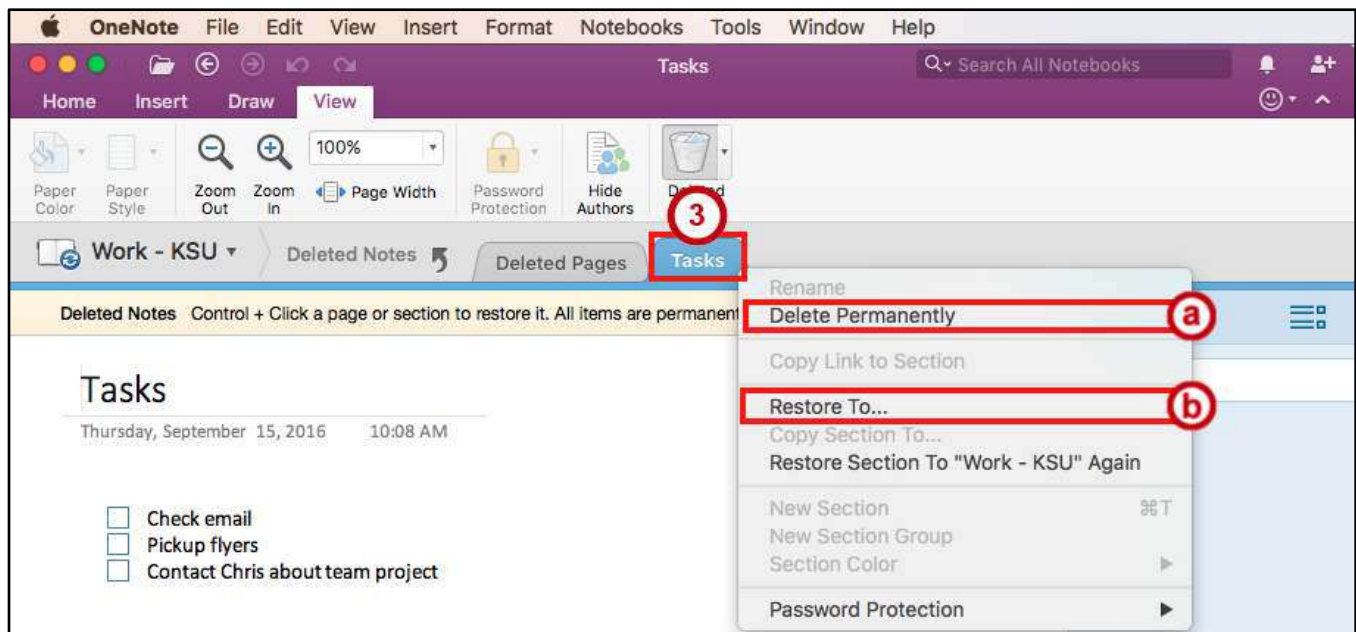 OneNote File Edit View Insert Format Notebooks Tools Window Help
Tasks
Search All Notebooks
Home Insert Draw View
100%
Page Width
Paper Color
Paper Style
Zoom Out
Zoom In
Password Protection
Hide Authors
Deleted
3
Work - KSU
Deleted Notes
Deleted Pages
Tasks
Deleted Notes Control + Click a page or section to restore it. All items are
Rename
Delete Permanently
a
Copy Link to Section
Restore To...
b
Copy Section To...
Restore Section To "Work - KSU" Again
New Section ⌘T
New Section Group
Section Color
Password Protection
Tasks
Thursday, September 15, 2016 10:08 AM
Check email
Pickup flyers
Contact Chris about team project